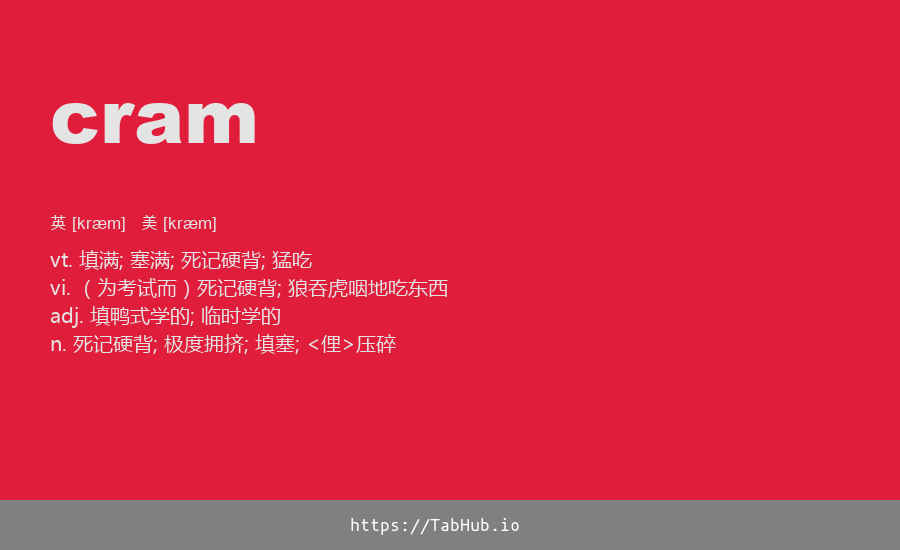 cram
英 [kræm] 美 [kræm]
vt. 填满; 塞满; 死记硬背; 猛吃
vi. （为考试而）死记硬背; 狼吞虎咽地吃东西
adj. 填鸭式学的; 临时学的
n. 死记硬背; 极度拥挤; 填塞; <俚>压碎
https://TabHub.io